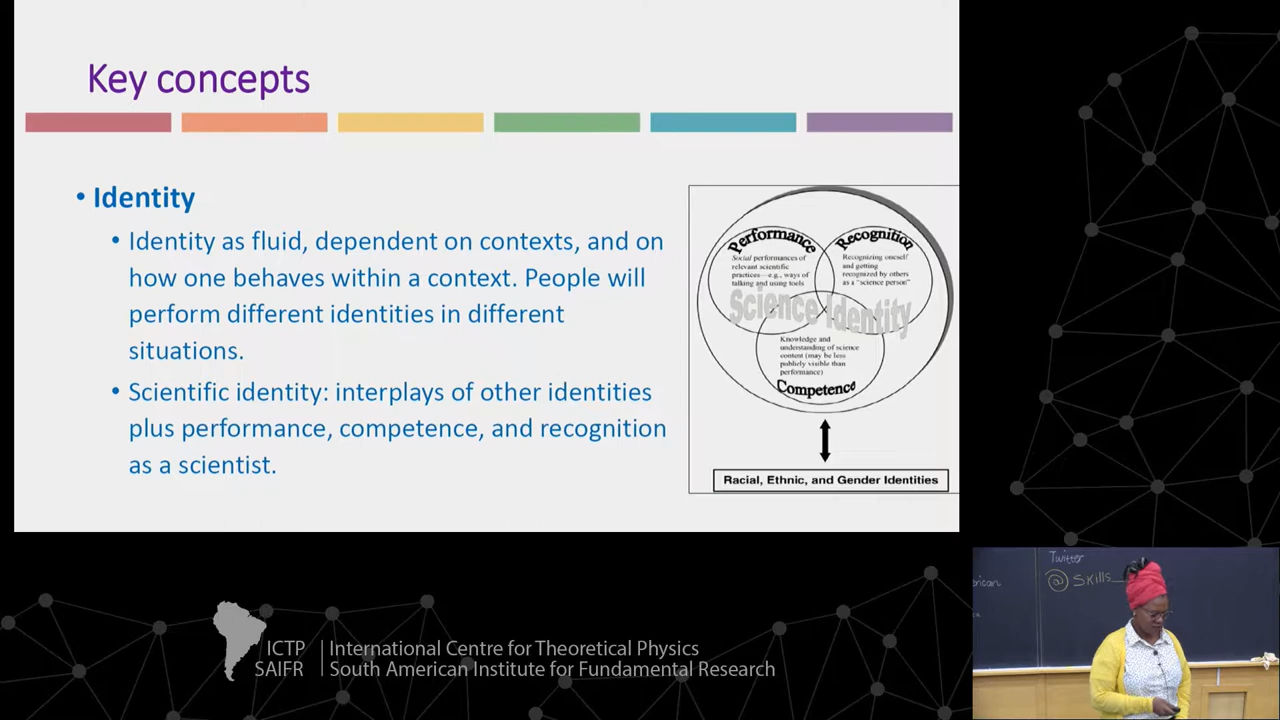 Key concepts
• Identity
• Identity as fluid, dependent on contexts, and on
how one behaves within a context. People will
perform different identities in different
situations.
• Scientific identity: interplays of other identities
plus performance, competence, and recognition
as a scientist.
Performance
Social performances of
relevant scientific
practices—e.g., ways of
talking and using tools
Recognition
Recognizing oneself
and getting
recognized by others
as a "science person"
Science Identity
Knowledge and
understanding of science
content (may be less
publicly visible than
performance)
Competence
Racial, Ethnic, and Gender Identities
Twitter
@ SKills_
ICTP
SAIFR
International Centre for Theoretical Physics
South American Institute for Fundamental Research